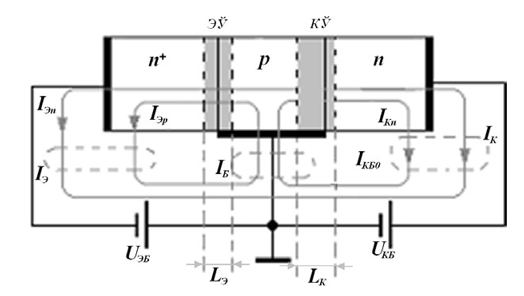 ЭЎ КЎ
n⁺ p n
Iэп Iэр Iкп Iк
Iэ IБ IКБ0
UЭБ UКБ
Lэ Lк